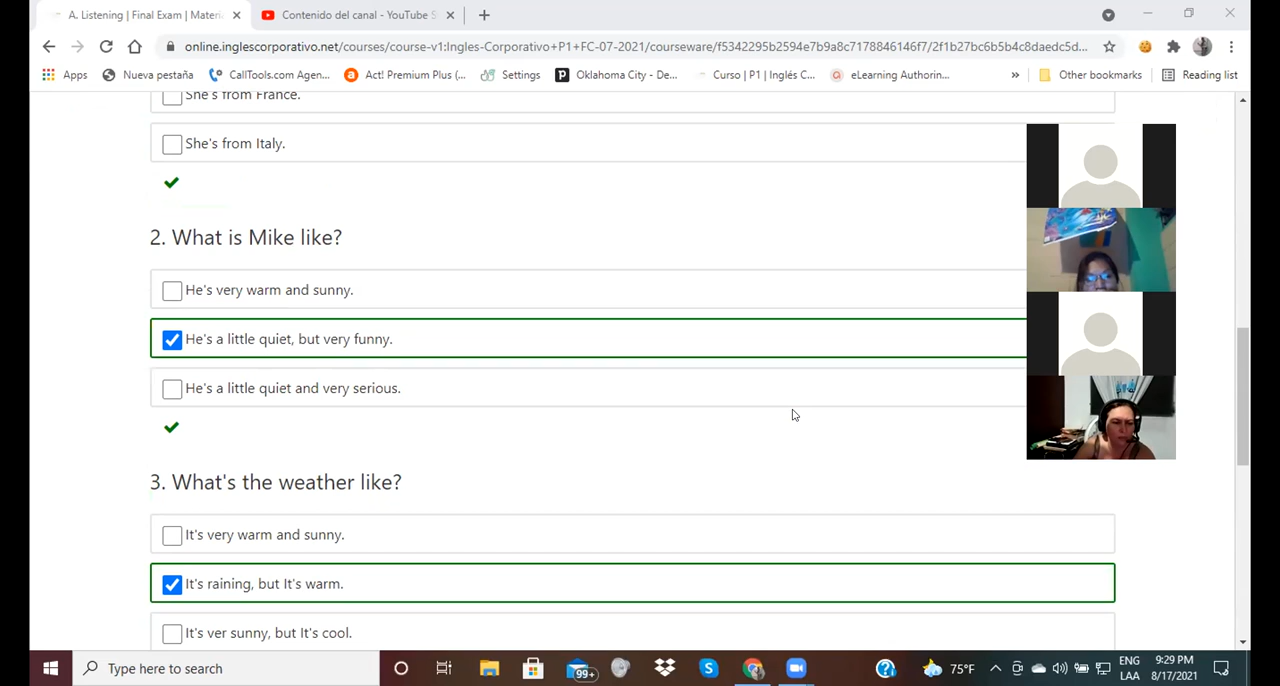 A. Listening | Final Exam | Materi
Contenido del canal - YouTube S
online.inglescorporativo.net/courses/course-v1:Ingles-Corporativo+P1+FC-07-2021/courseware/f5342295b2594e7b9a8c7178846146f7/2f1b27bc6b5b4c8daedc5d...
Apps
Nueva pestaña
CallTools.com Agen...
Act! Premium Plus (...
Settings
Oklahoma City - De...
Curso | P1 | Inglés C...
eLearning Authorin...
»
Other bookmarks
Reading list
She's from France.
She's from Italy.
2. What is Mike like?
He's very warm and sunny.
He's a little quiet, but very funny.
He's a little quiet and very serious.
3. What's the weather like?
It's very warm and sunny.
It's raining, but It's warm.
It's ver sunny, but It's cool.
Type here to search
99+
75°F
ENG
LAA
9:29 PM
8/17/2021